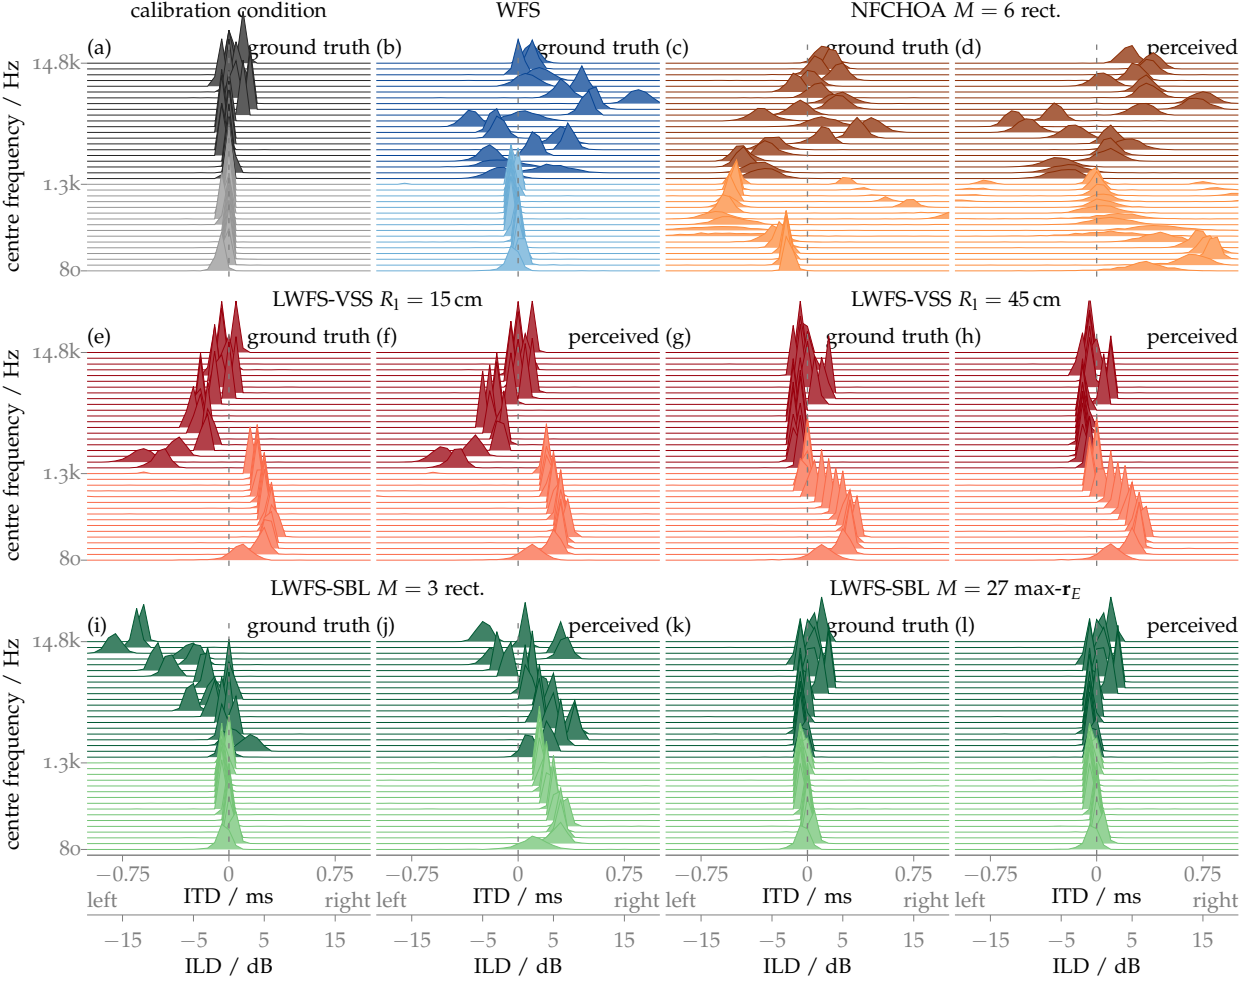 calibration condition WFS NFCHOA M = 6 rect.
(a) ground truth (b) ground truth (c) ground truth (d) perceived
centre frequency / Hz
14.8k
1.3k
80
LWFS-VSS R_l = 15 cm LWFS-VSS R_l = 45 cm
(e) ground truth (f) perceived (g) ground truth (h) perceived
centre frequency / Hz
14.8k
1.3k
80
LWFS-SBL M = 3 rect. LWFS-SBL M = 27 max-r_E
(i) ground truth (j) perceived (k) ground truth (l) perceived
centre frequency / Hz
14.8k
1.3k
80
−0.75 0 0.75 −0.75 0 0.75 −0.75 0 0.75 −0.75 0 0.75
left ITD / ms right left ITD / ms right left ITD / ms right left ITD / ms right
−15 −5 5 15 −15 −5 5 15 −15 −5 5 15 −15 −5 5 15
ILD / dB ILD / dB ILD / dB ILD / dB